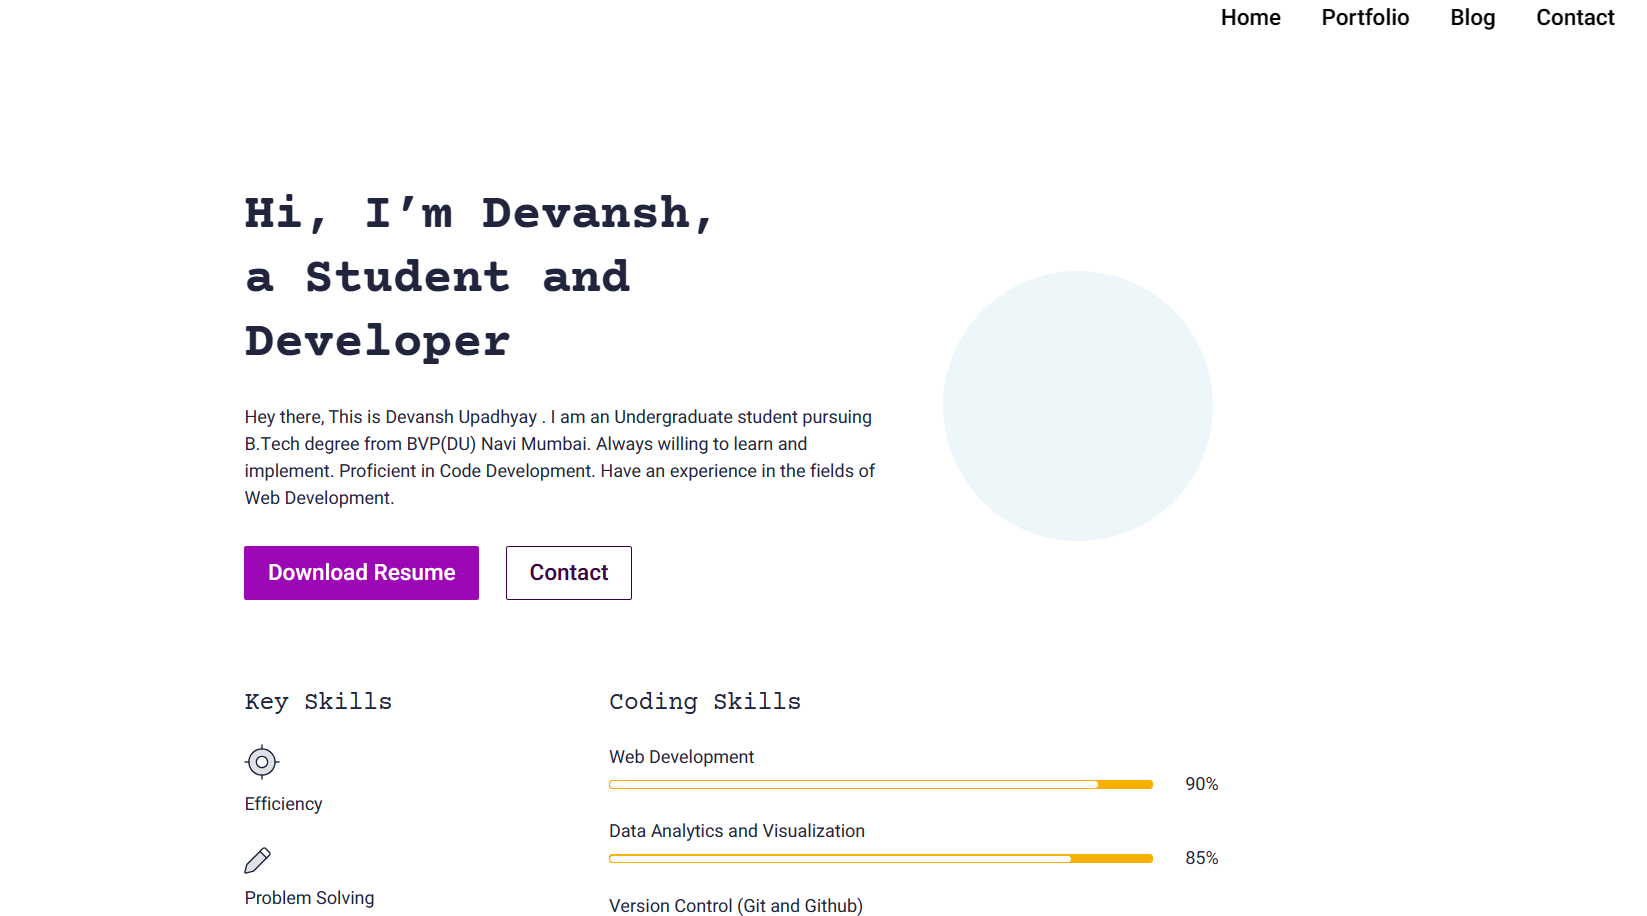 Home Portfolio Blog Contact
Hi, I’m Devansh,
a Student and
Developer
Hey there, This is Devansh Upadhyay . I am an Undergraduate student pursuing
B.Tech degree from BVP(DU) Navi Mumbai. Always willing to learn and
implement. Proficient in Code Development. Have an experience in the fields of
Web Development.
Download Resume Contact
Key Skills
Efficiency
Problem Solving
Coding Skills
Web Development
90%
Data Analytics and Visualization
85%
Version Control (Git and Github)